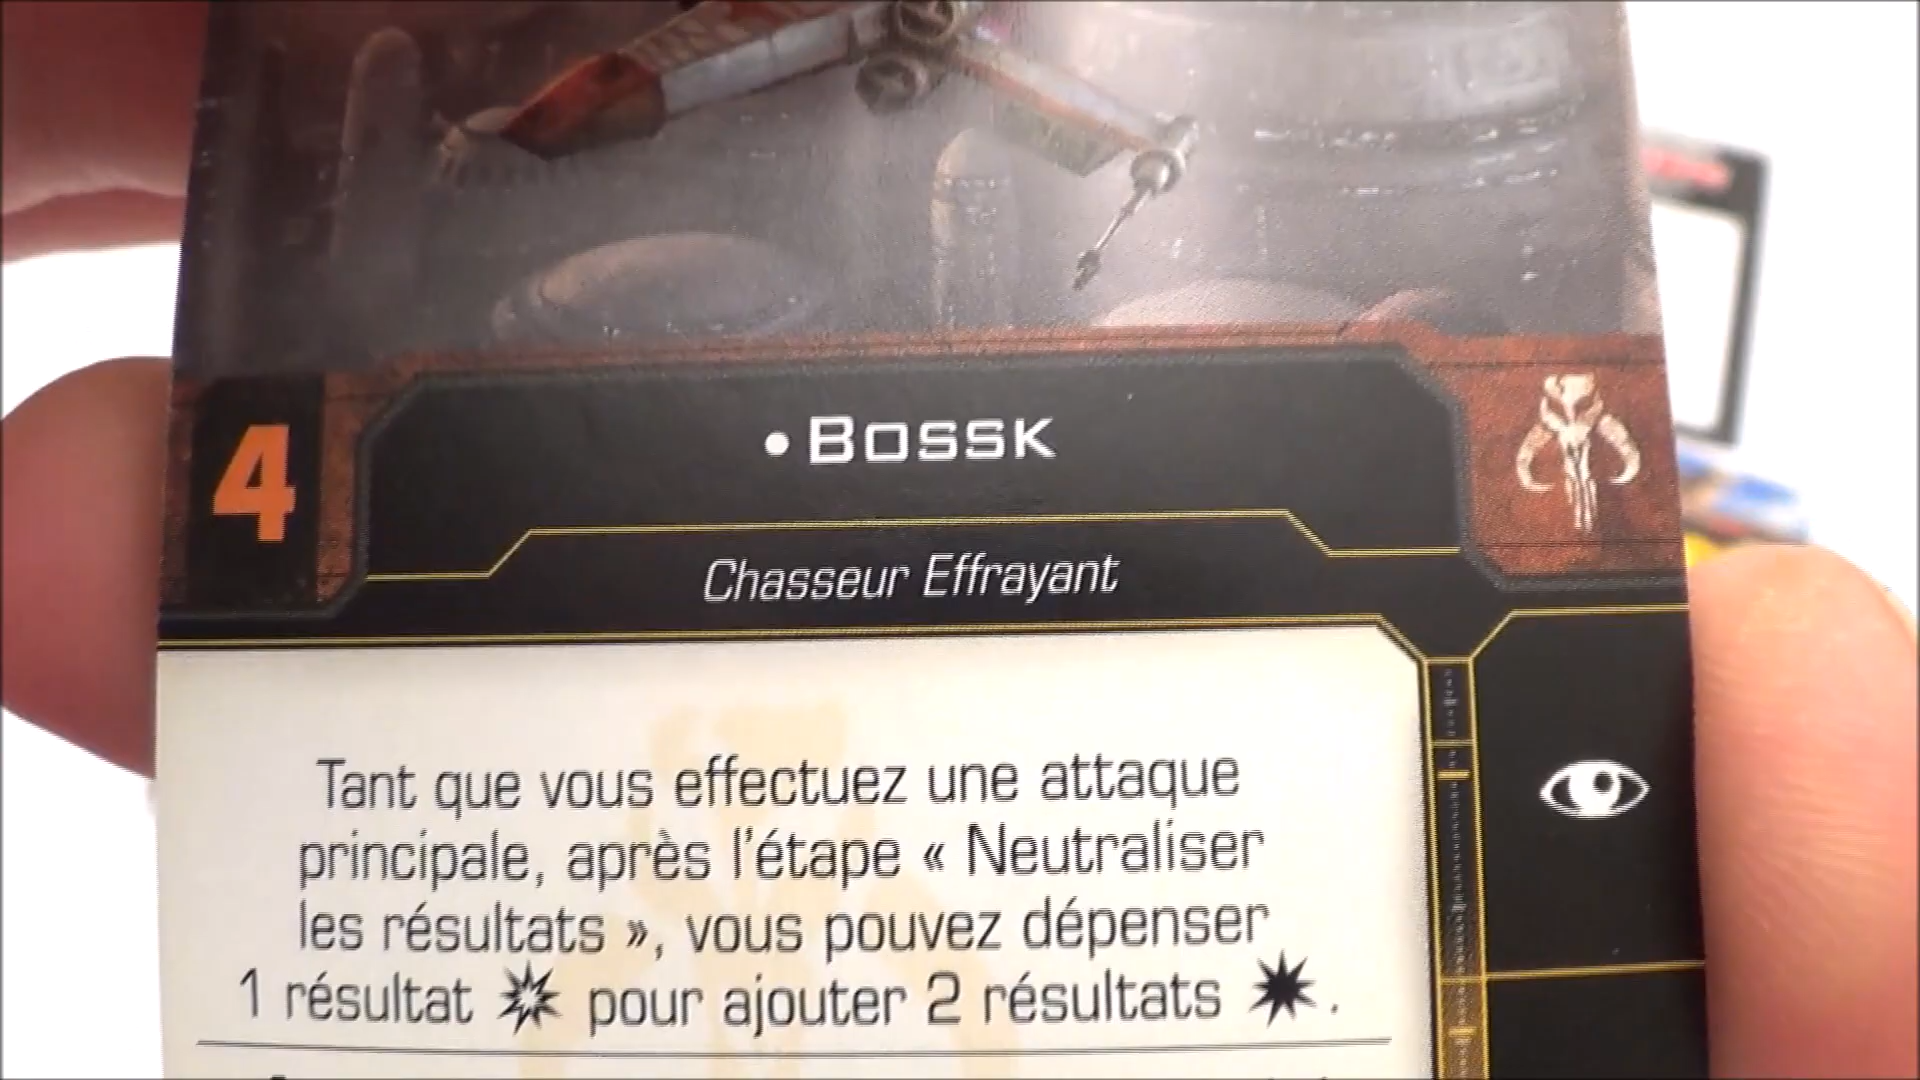 4
• Bossk
Chasseur Effrayant
Tant que vous effectuez une attaque
principale, après l'étape « Neutraliser
les résultats », vous pouvez dépenser
1 résultat pour ajouter 2 résultats .